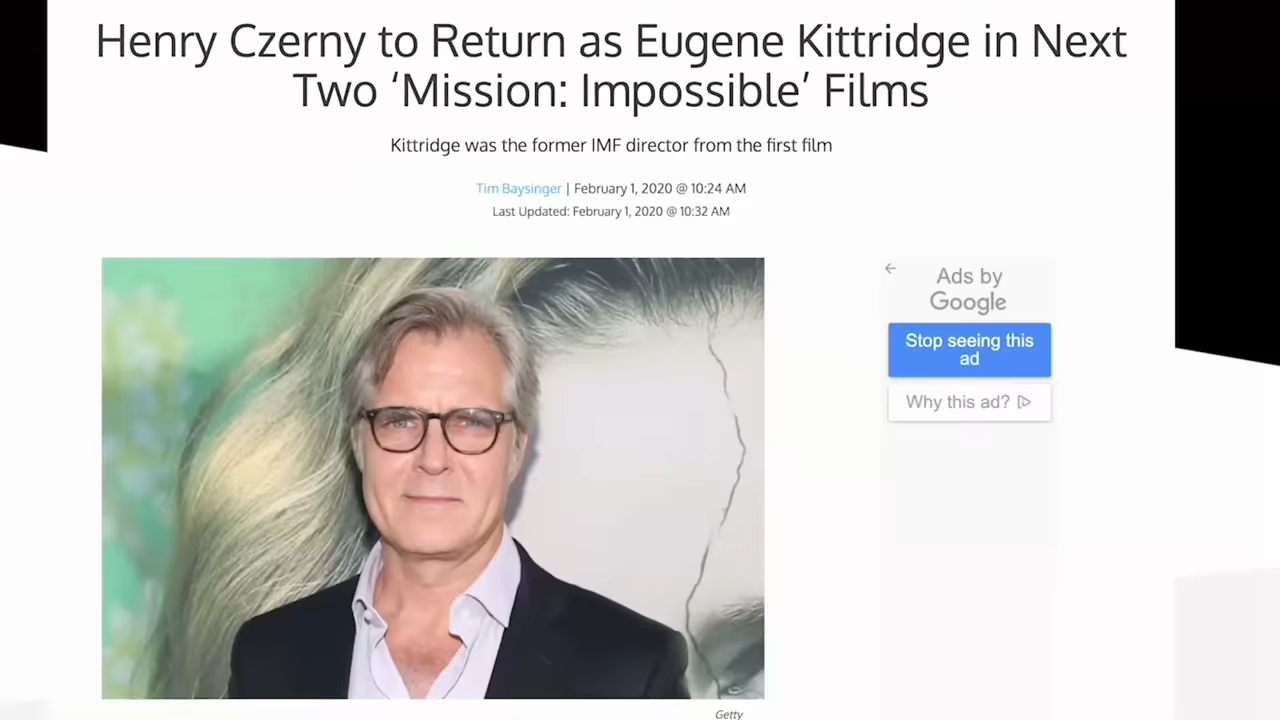 Henry Czerny to Return as Eugene Kittridge in Next
Two ‘Mission: Impossible’ Films
Kittridge was the former IMF director from the first film
Tim Baysinger | February 1, 2020 @ 10:24 AM
Last Updated: February 1, 2020 @ 10:32 AM
Ads by
Google
Stop seeing this
ad
Why this ad?
Getty